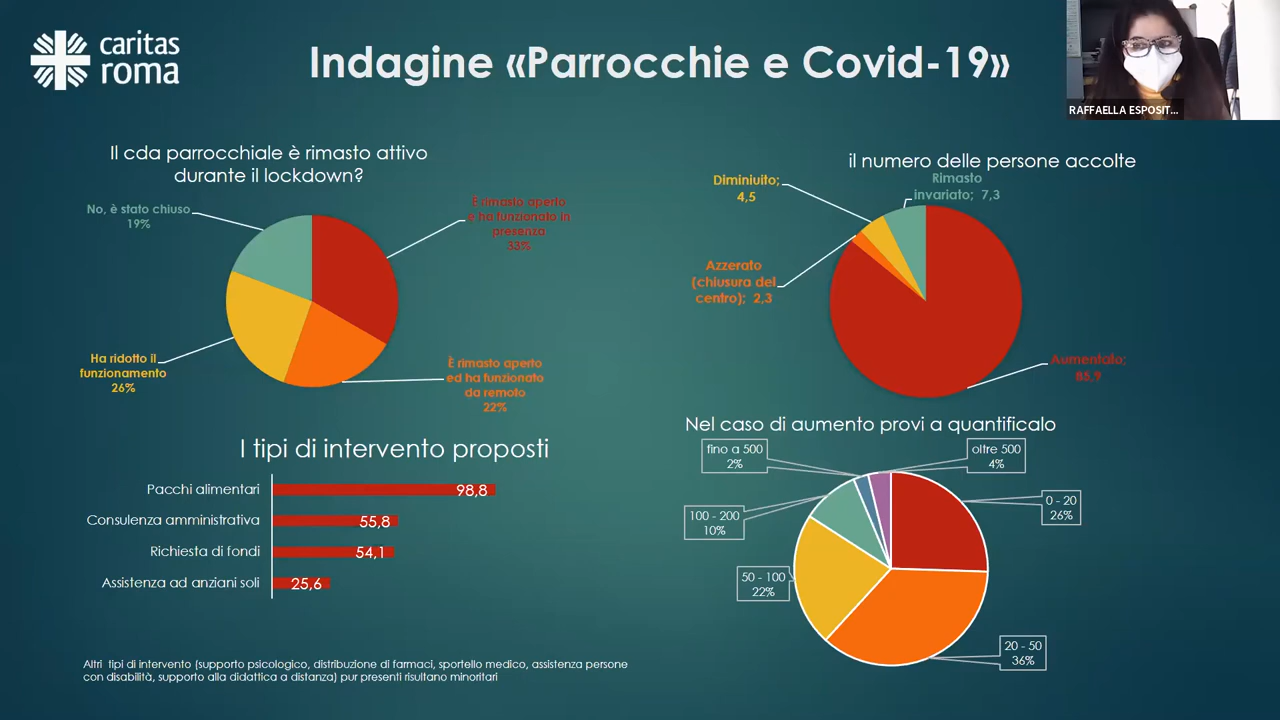 caritas
roma
Indagine «Parrocchie e Covid-19»
RAFFAELLA ESPOSIT...
Il cda parrocchiale è rimasto attivo
durante il lockdown?
No, è stato chiuso
19%
È rimasto aperto
e ha funzionato in
presenza
33%
Ha ridotto il
funzionamento
26%
È rimasto aperto
ed ha funzionato
da remoto
22%
il numero delle persone accolte
Diminiuito;
4,5
Rimasto
invariato; 7,3
Azzerato
(chiusura del
centro); 2,3
Aumentato;
85,9
I tipi di intervento proposti
Pacchi alimentari 98,8
Consulenza amministrativa 55,8
Richiesta di fondi 54,1
Assistenza ad anziani soli 25,6
Altri tipi di intervento (supporto psicologico, distribuzione di farmaci, sportello medico, assistenza persone
con disabilità, supporto alla didattica a distanza) pur presenti risultano minoritari
Nel caso di aumento provi a quantificalo
fino a 500
2%
oltre 500
4%
100 - 200
10%
0 - 20
26%
50 - 100
22%
20 - 50
36%